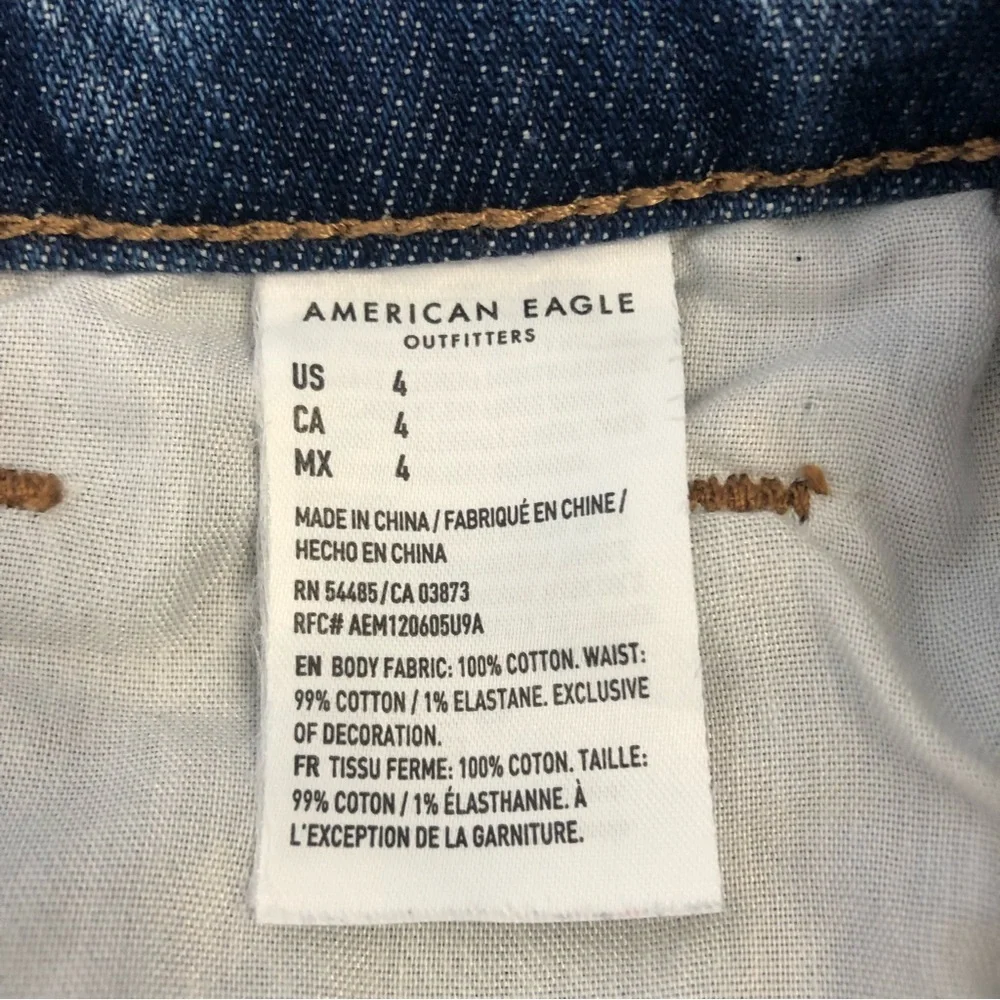 AMERICAN EAGLE
OUTFITTERS
US 4
CA 4
MX 4
MADE IN CHINA / FABRIQUÉ EN CHINE /
HECHO EN CHINA
RN 54485/CA 03873
RFC# AEM120605U9A
EN BODY FABRIC: 100% COTTON. WAIST:
99% COTTON / 1% ELASTANE. EXCLUSIVE
OF DECORATION.
FR TISSU FERME: 100% COTON. TAILLE:
99% COTON / 1% ÉLASTHANNE. À
L'EXCEPTION DE LA GARNITURE.